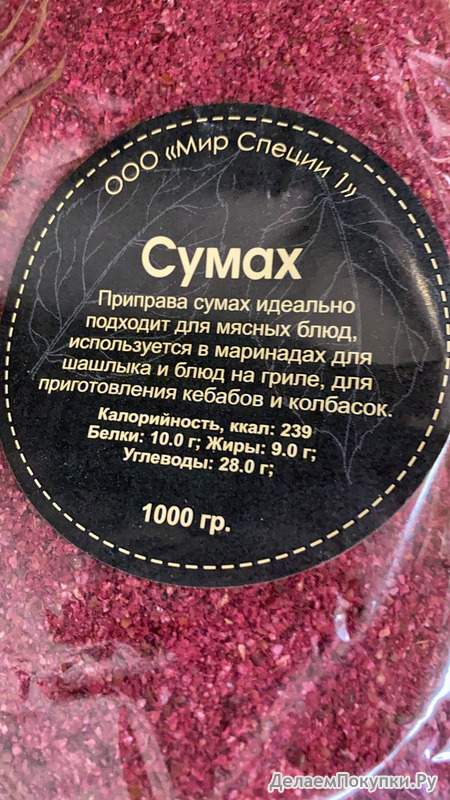 ООО «Мир Специи 1»
Сумах
Приправа сумах идеально
подходит для мясных блюд,
используется в маринадах для
шашлыка и блюд на гриле, для
приготовления кебабов и колбасок.
Калорийность, ккал: 239
Белки: 10.0 г; Жиры: 9.0 г;
Углеводы: 28.0 г;
1000 гр.
ДелаемПокупки.Ру